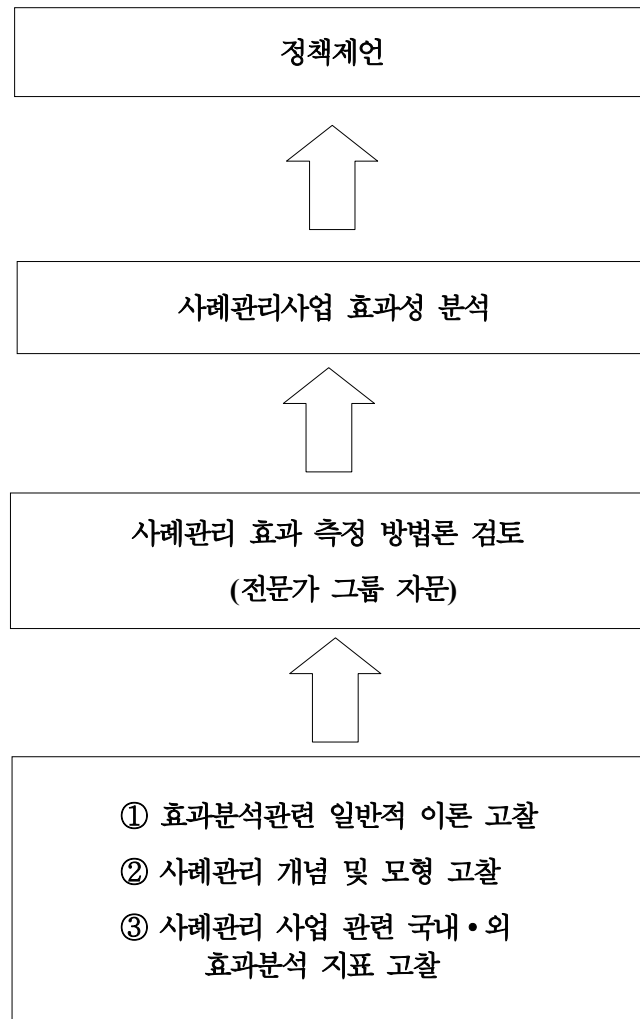 정책제언
사례관리사업 효과성 분석
사례관리 효과 측정 방법론 검토
(전문가 그룹 자문)
① 효과분석관련 일반적 이론 고찰
② 사례관리 개념 및 모형 고찰
③ 사례관리 사업 관련 국내•외
효과분석 지표 고찰